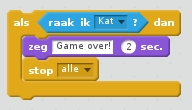 als raak ik Kat ? dan
zeg Game over! 2 sec.
stop alle